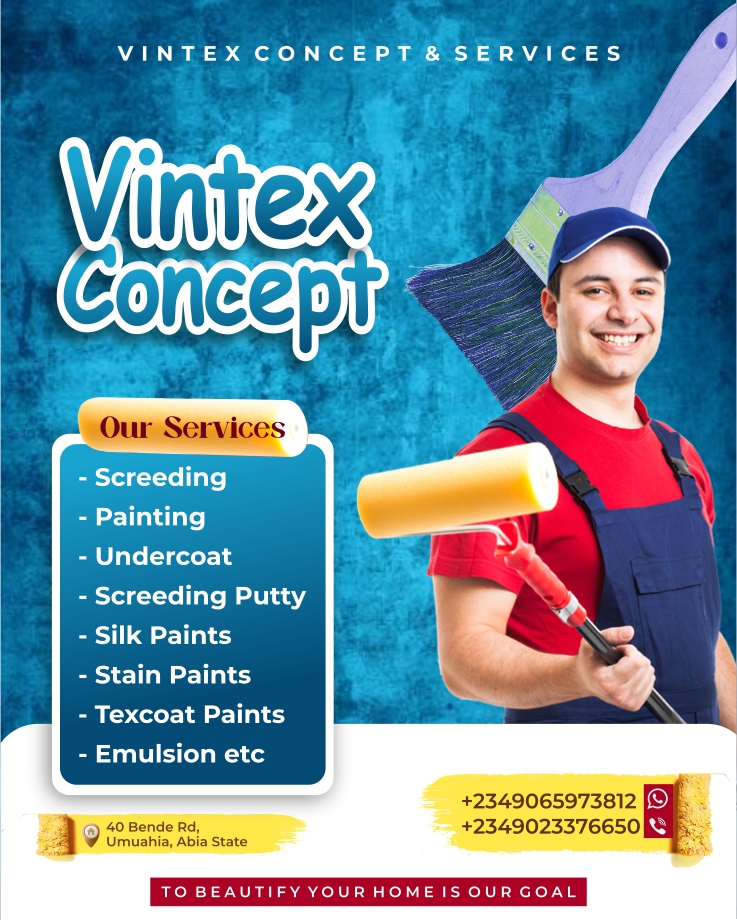 VINTEX CONCEPT & SERVICES
Vintex
Concept
Our Services
- Screeding
- Painting
- Undercoat
- Screeding Putty
- Silk Paints
- Stain Paints
- Texcoat Paints
- Emulsion etc
40 Bende Rd,
Umuahia, Abia State
+2349065973812
+2349023376650
TO BEAUTIFY YOUR HOME IS OUR GOAL